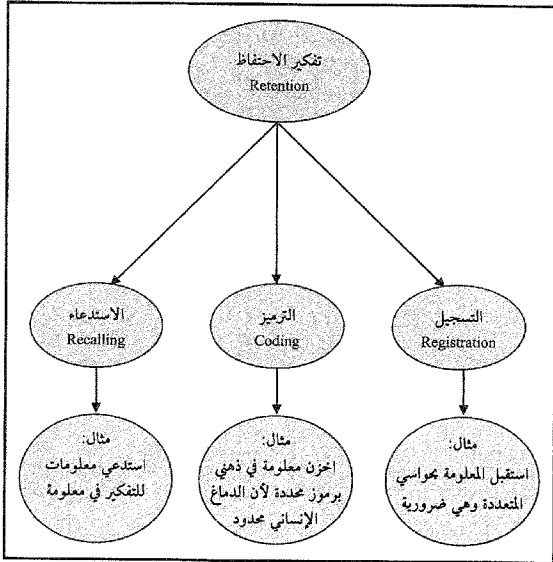 تفكير الاحتفاظ
Retention
التسجيل
Registration
الترميز
Coding
الاستدعاء
Recalling
مثال:
استقبل المعلومة بحواسي
المتعددة وهي ضرورية
مثال:
اخزن معلومة في ذهني
برموز محددة لأن الدماغ
الإنساني محدود
مثال:
استدعي معلومات
للتفكير في معلومة